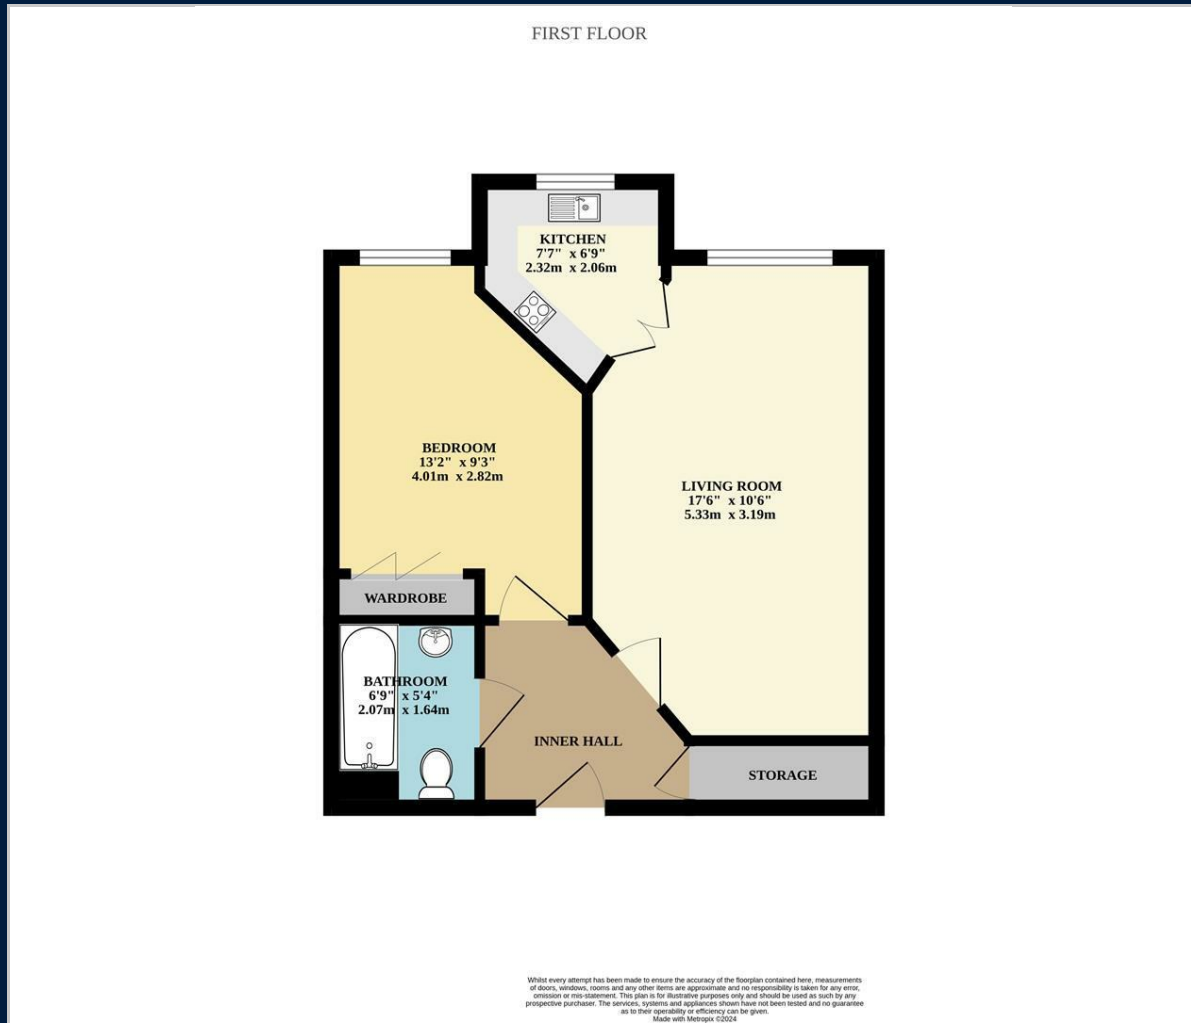 FIRST FLOOR
KITCHEN
7'7" x 6'9"
2.32m x 2.06m
BEDROOM
13'2" x 9'3"
4.01m x 2.82m
LIVING ROOM
17'6" x 10'6"
5.33m x 3.19m
WARDROBE
BATHROOM
6'9" x 5'4"
2.07m x 1.64m
INNER HALL
STORAGE
Whilst every attempt has been made to ensure the accuracy of the floorplan contained here, measurements
of doors, windows, rooms and any other items are approximate and no responsibility is taken for any error,
omission or mis-statement. This plan is for illustrative purposes only and should be used as such by any
prospective purchaser. The services, systems and appliances shown have not been tested and no guarantee
as to their operability or efficiency can be given.
Made with Metropix ©2024